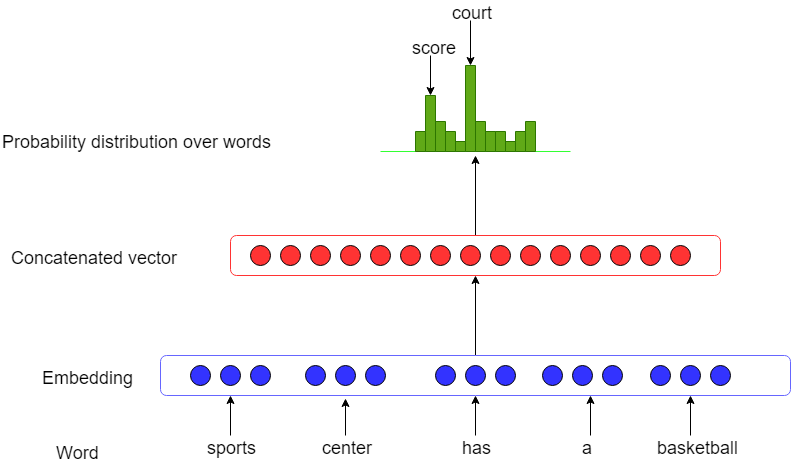 court
score
Probability distribution over words
Concatenated vector
Embedding
Word sports center has a basketball